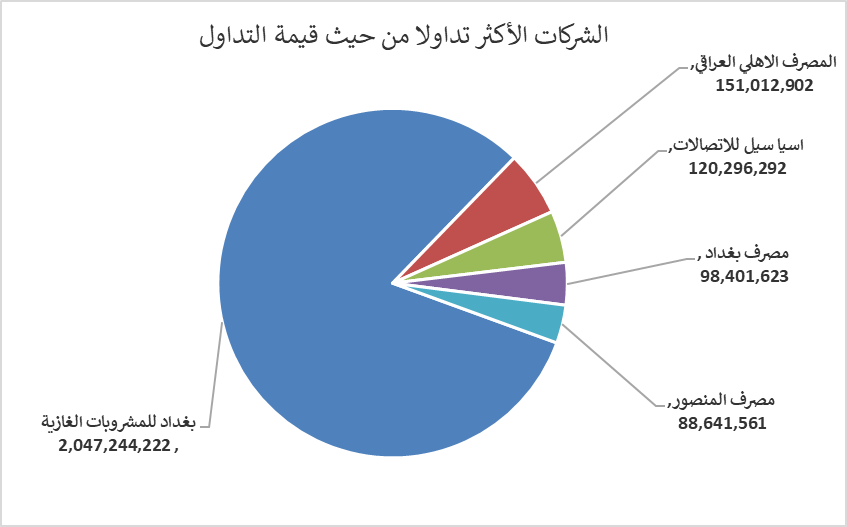 الشركات الأكثر تداولا من حيث قيمة التداول
المصرف الاهلي العراقي,
151,012,902
اسيا سيل للاتصالات,
120,296,292
مصرف بغداد ,
98,401,623
مصرف المنصور,
88,641,561
بغداد للمشروبات الغازية
2,047,244,222 ,